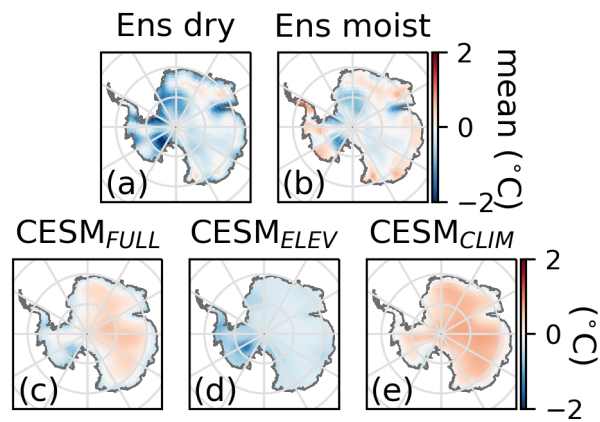 Ens dry
Ens moist
(a)
(b)
2
0
−2
mean (°C)
CESM_FULL
CESM_ELEV
CESM_CLIM
(c)
(d)
(e)
2
0
−2
(°C)